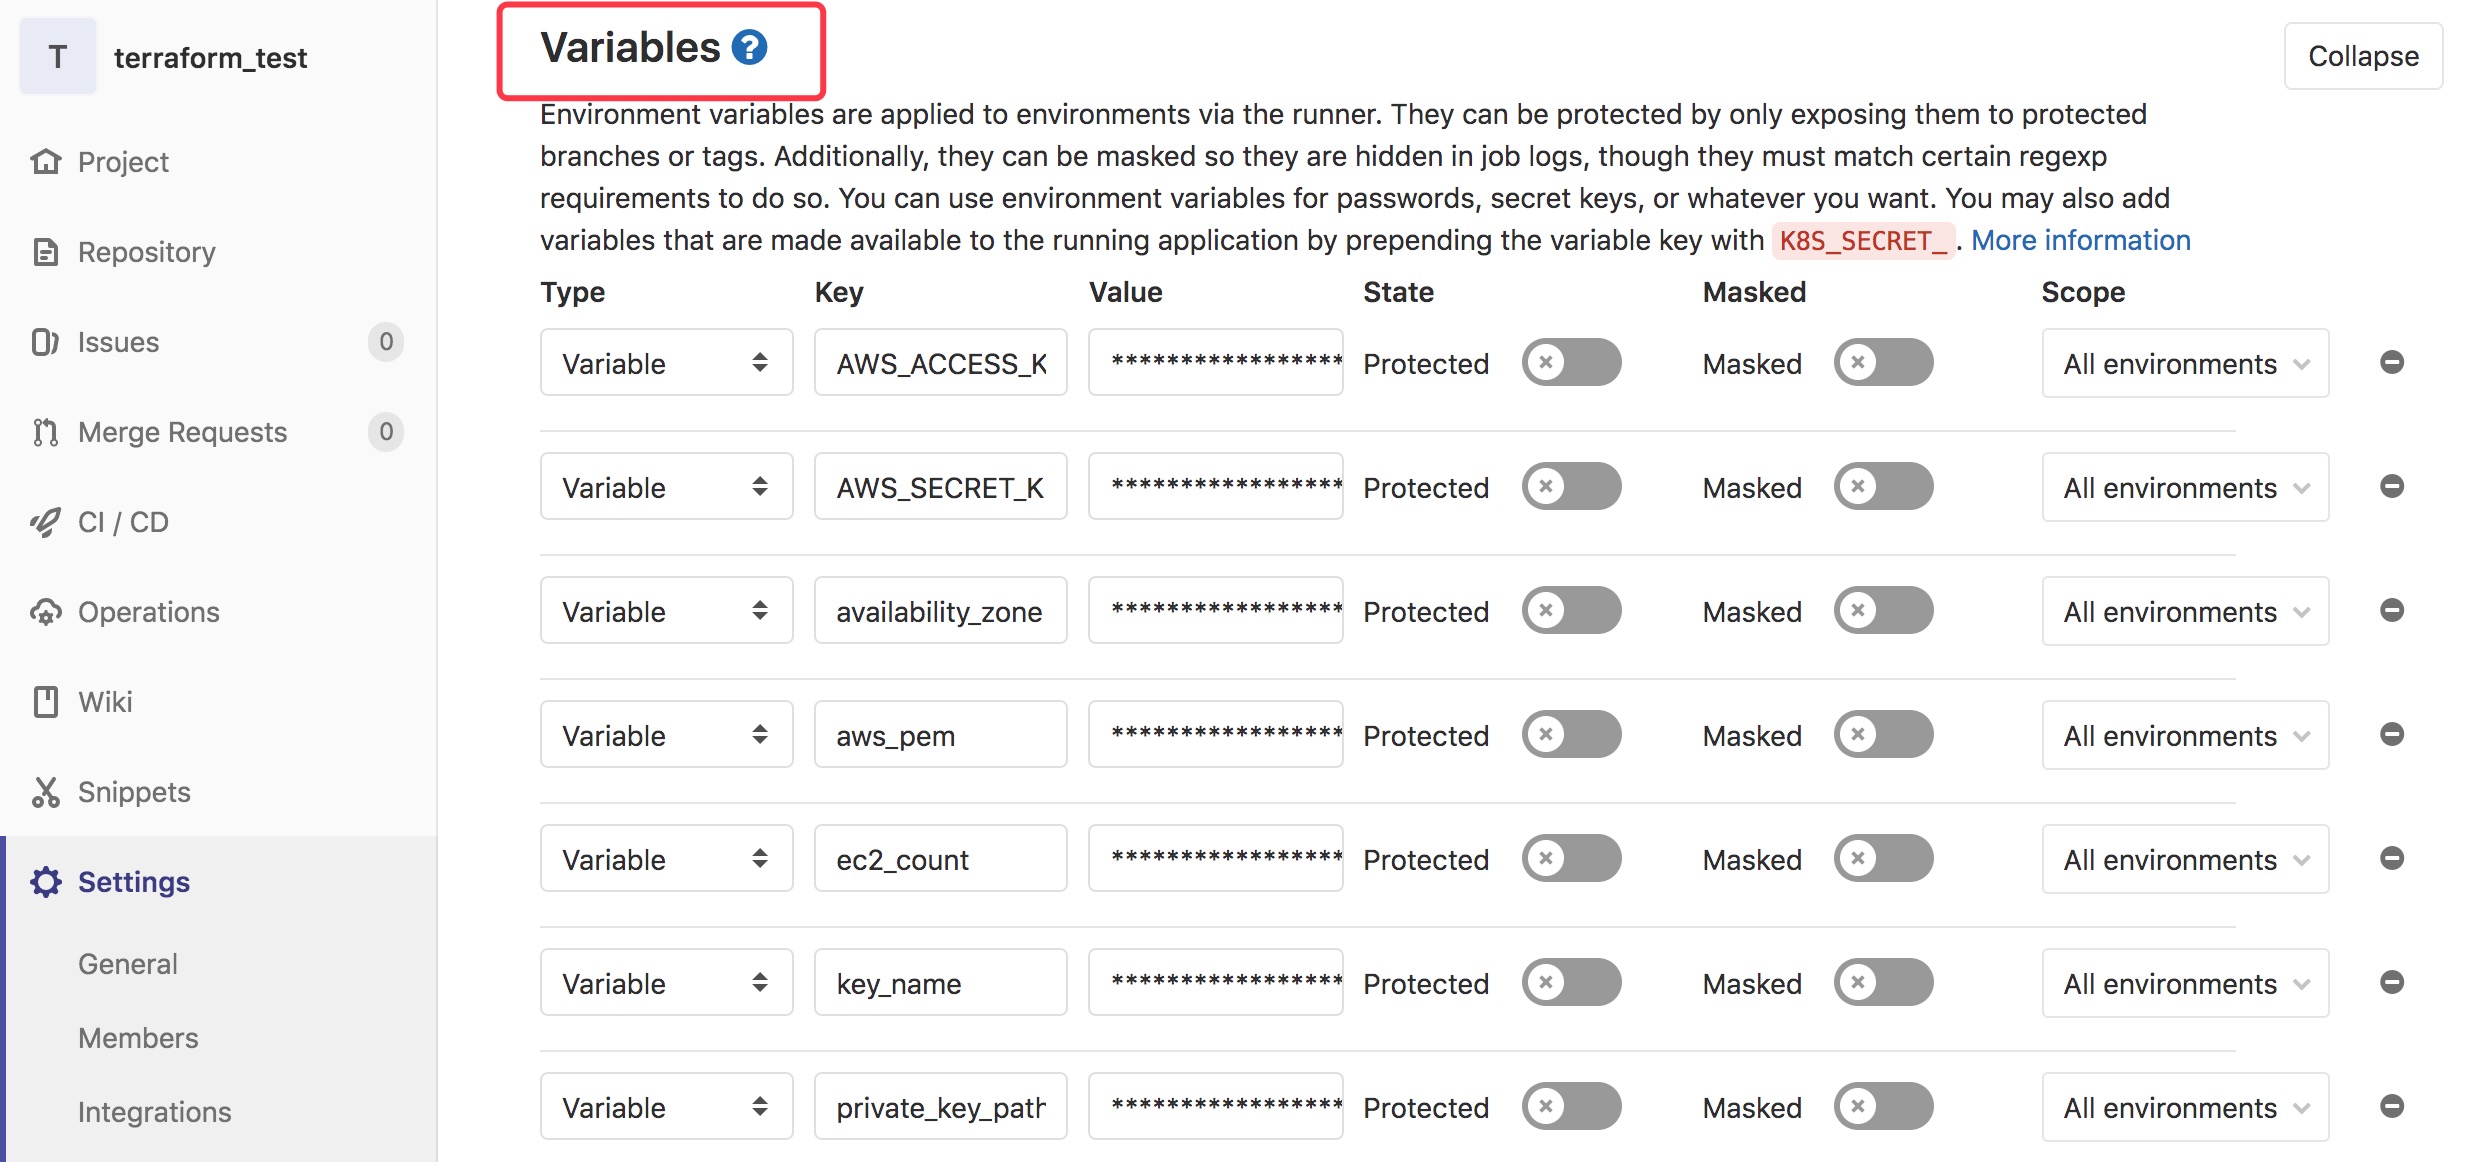 T terraform_test
Project
Repository
Issues 0
Merge Requests 0
CI / CD
Operations
Wiki
Snippets
Settings
General
Members
Integrations
Variables ?
Collapse
Environment variables are applied to environments via the runner. They can be protected by only exposing them to protected
branches or tags. Additionally, they can be masked so they are hidden in job logs, though they must match certain regexp
requirements to do so. You can use environment variables for passwords, secret keys, or whatever you want. You may also add
variables that are made available to the running application by prepending the variable key with K8S_SECRET_ . More information
Type Key Value State Masked Scope
Variable AWS_ACCESS_K ***************** Protected Masked All environments
Variable AWS_SECRET_K ***************** Protected Masked All environments
Variable availability_zone ***************** Protected Masked All environments
Variable aws_pem ***************** Protected Masked All environments
Variable ec2_count ***************** Protected Masked All environments
Variable key_name ***************** Protected Masked All environments
Variable private_key_path ***************** Protected Masked All environments